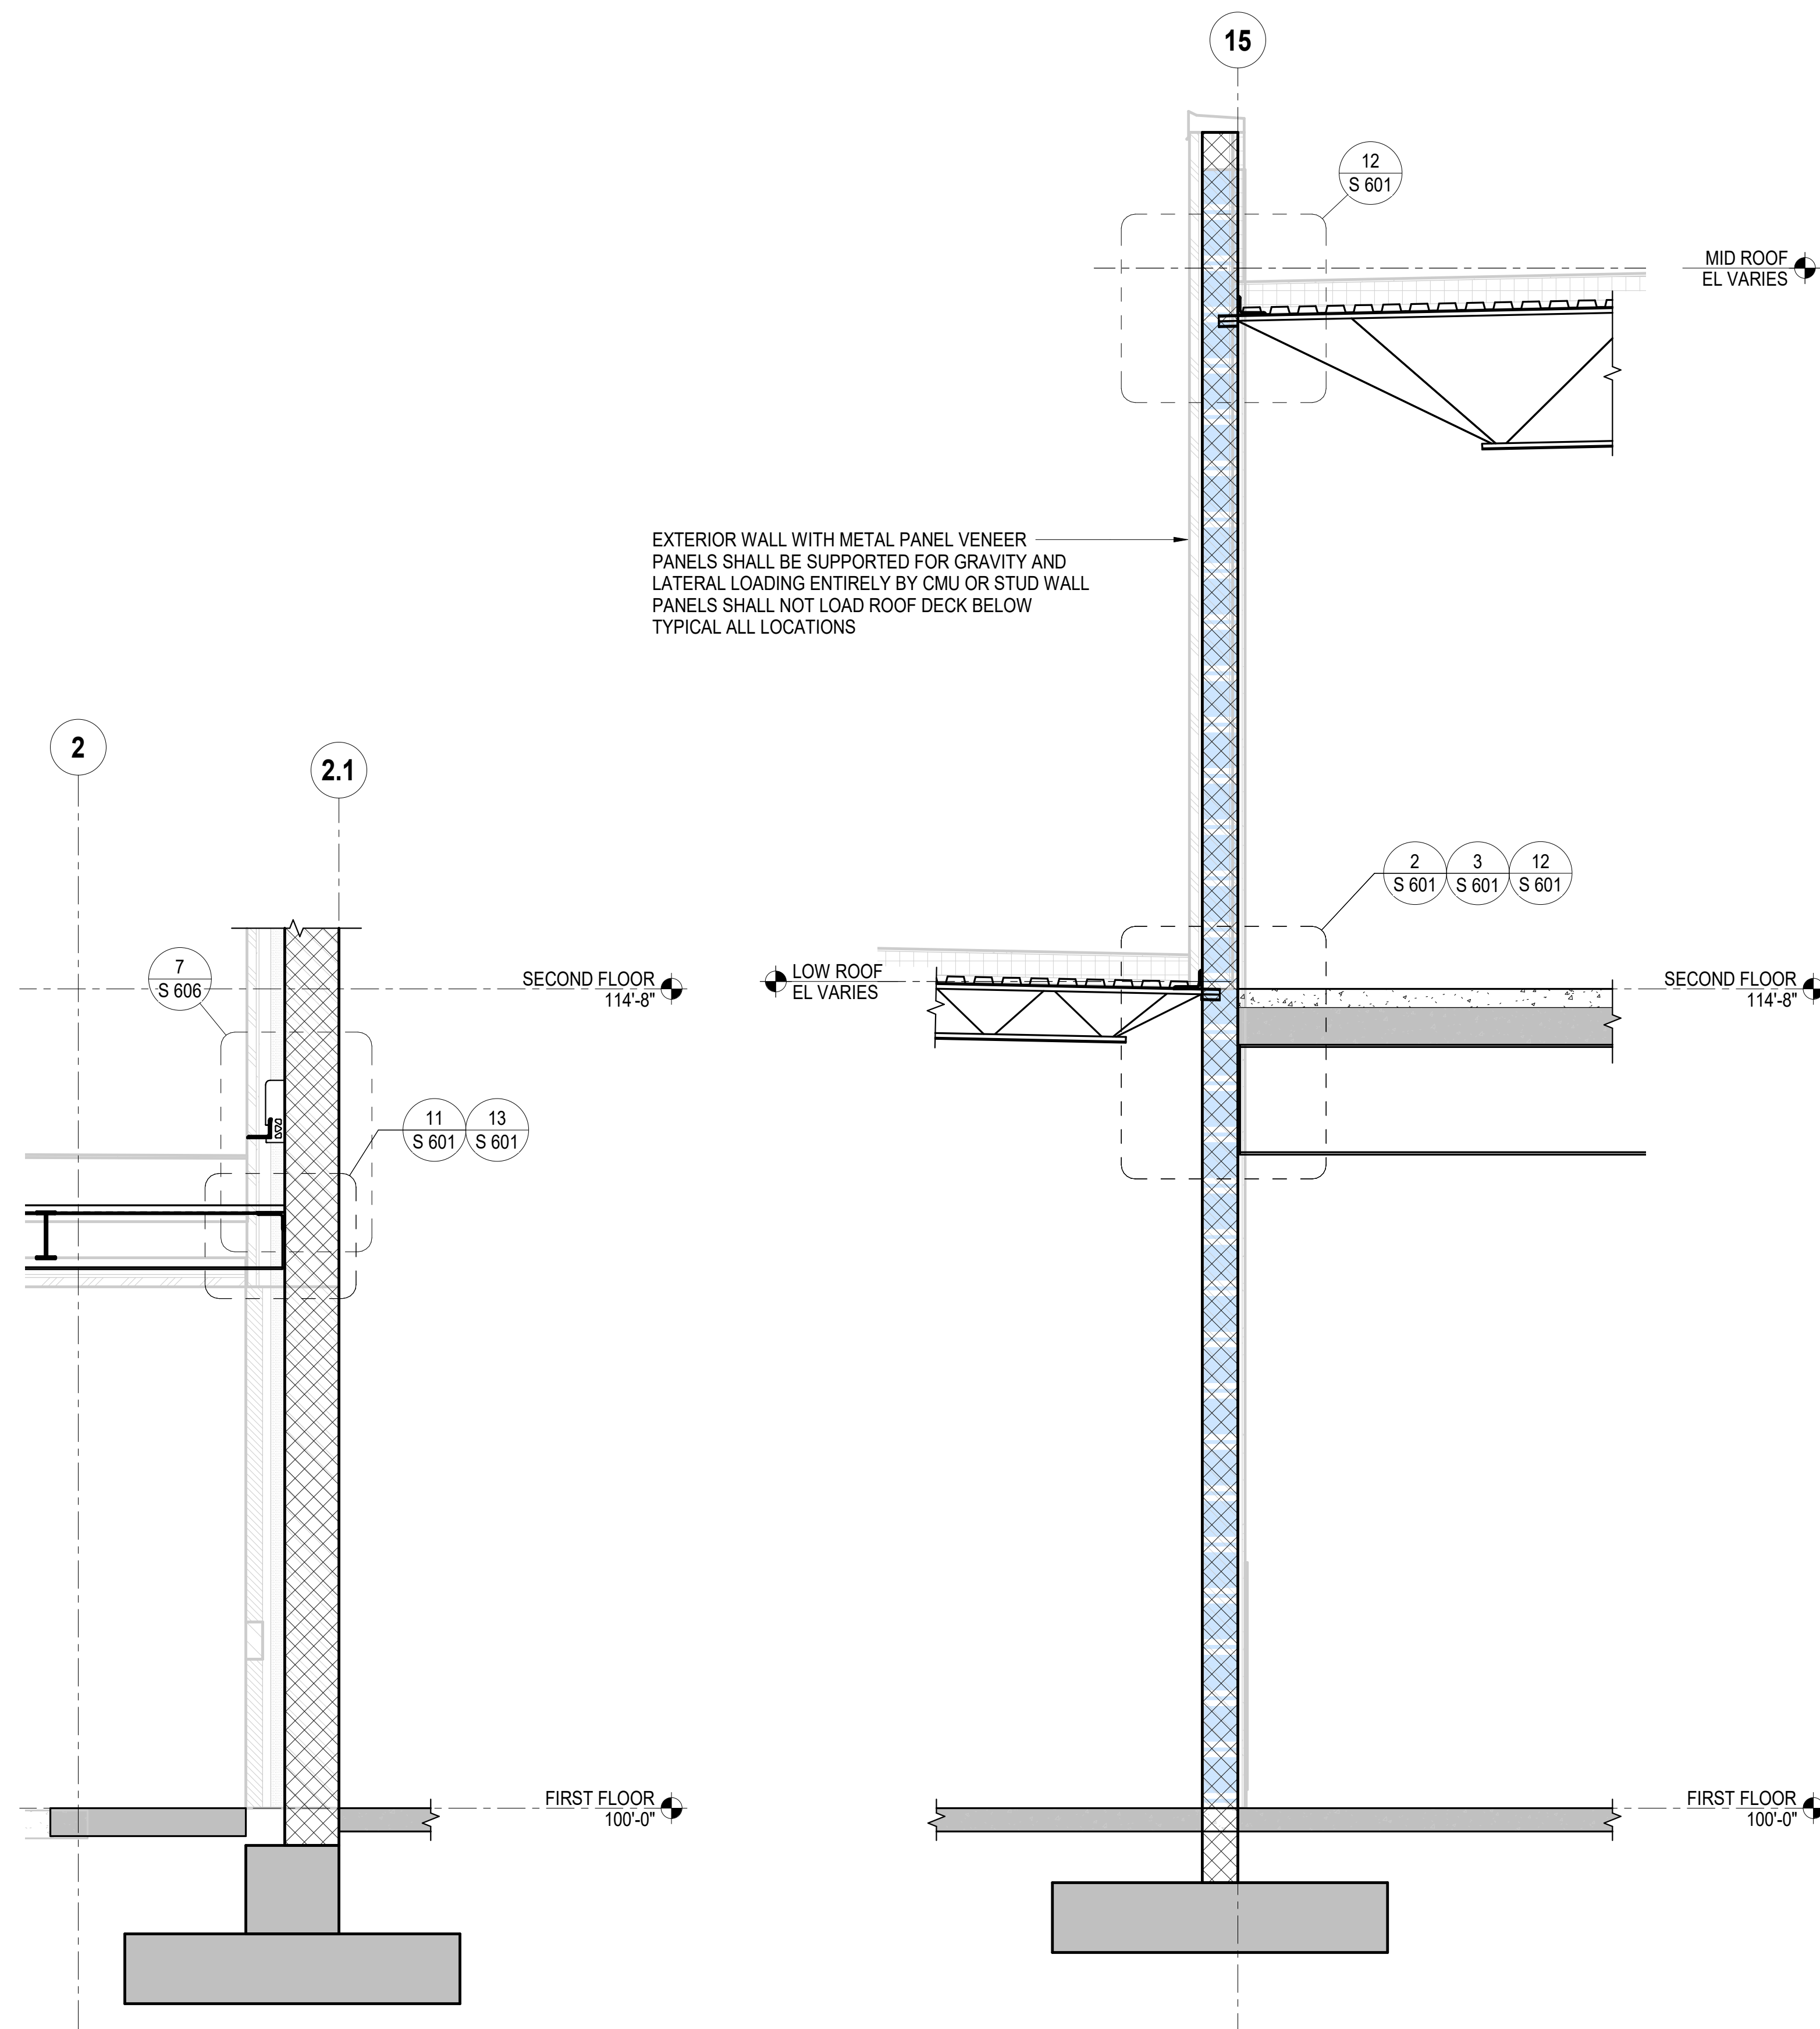 15
12
S 601
MID ROOF
EL VARIES
EXTERIOR WALL WITH METAL PANEL VENEER
PANELS SHALL BE SUPPORTED FOR GRAVITY AND
LATERAL LOADING ENTIRELY BY CMU OR STUD WALL
PANELS SHALL NOT LOAD ROOF DECK BELOW
TYPICAL ALL LOCATIONS
2
2.1
2 3 12
S 601 S 601 S 601
7
S 606
SECOND FLOOR
114'-8"
LOW ROOF
EL VARIES
SECOND FLOOR
114'-8"
11 13
S 601 S 601
FIRST FLOOR
100'-0"
FIRST FLOOR
100'-0"